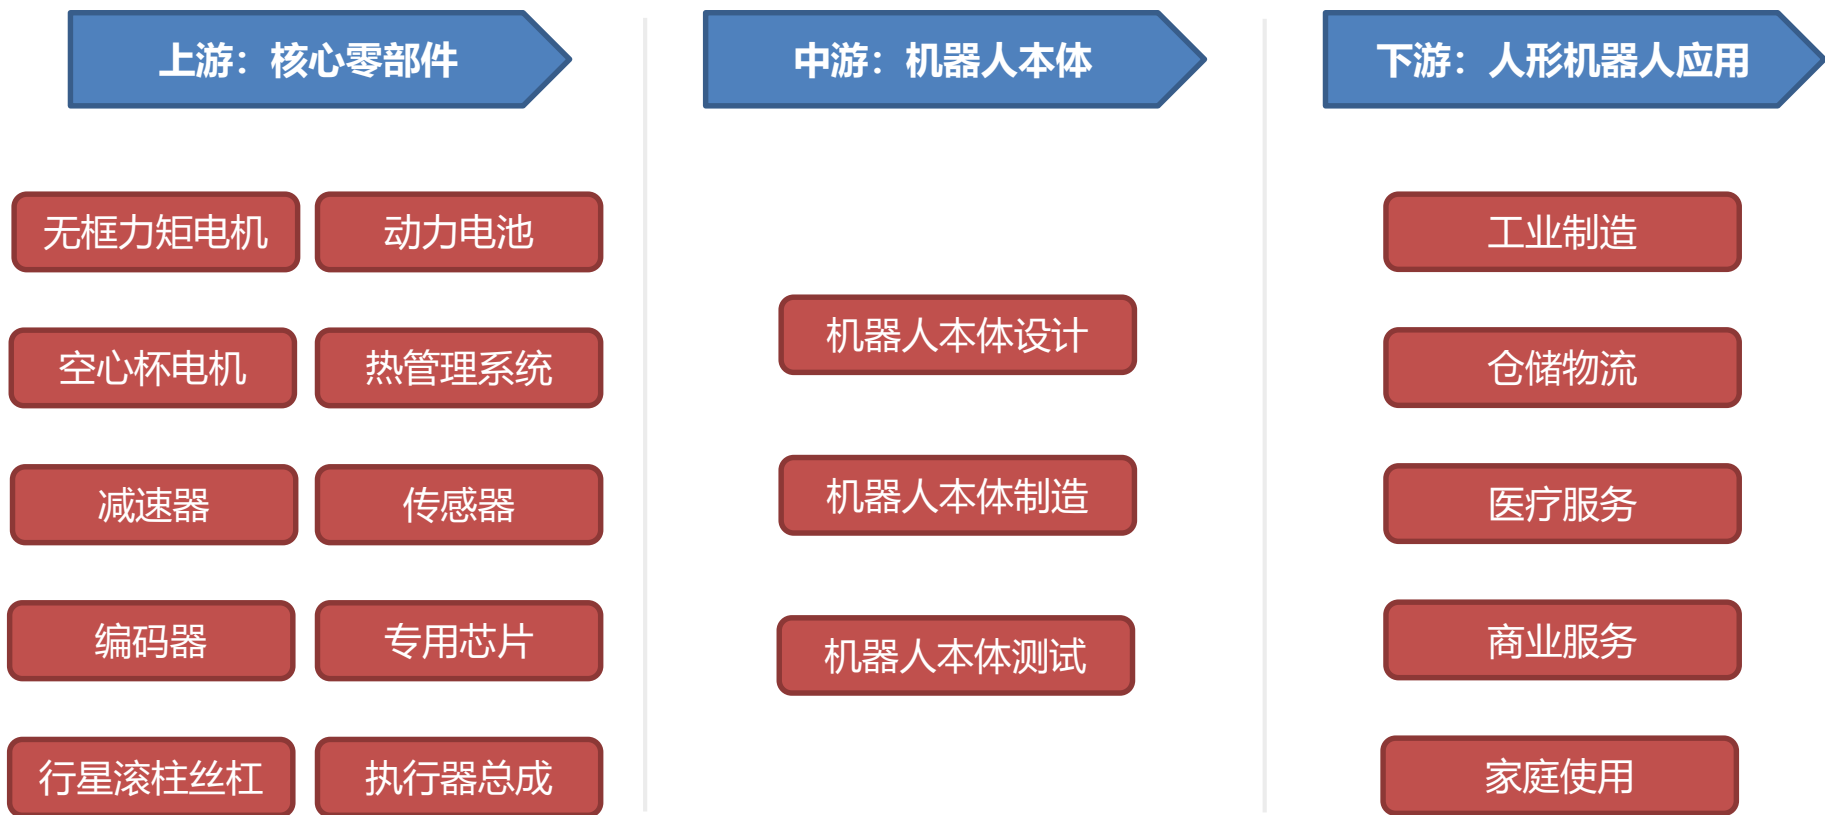 上游：核心零部件
无框力矩电机
动力电池
空心杯电机
热管理系统
减速器
传感器
编码器
专用芯片
行星滚柱丝杠
执行器总成
中游：机器人本体
机器人本体设计
机器人本体制造
机器人本体测试
下游：人形机器人应用
工业制造
仓储物流
医疗服务
商业服务
家庭使用